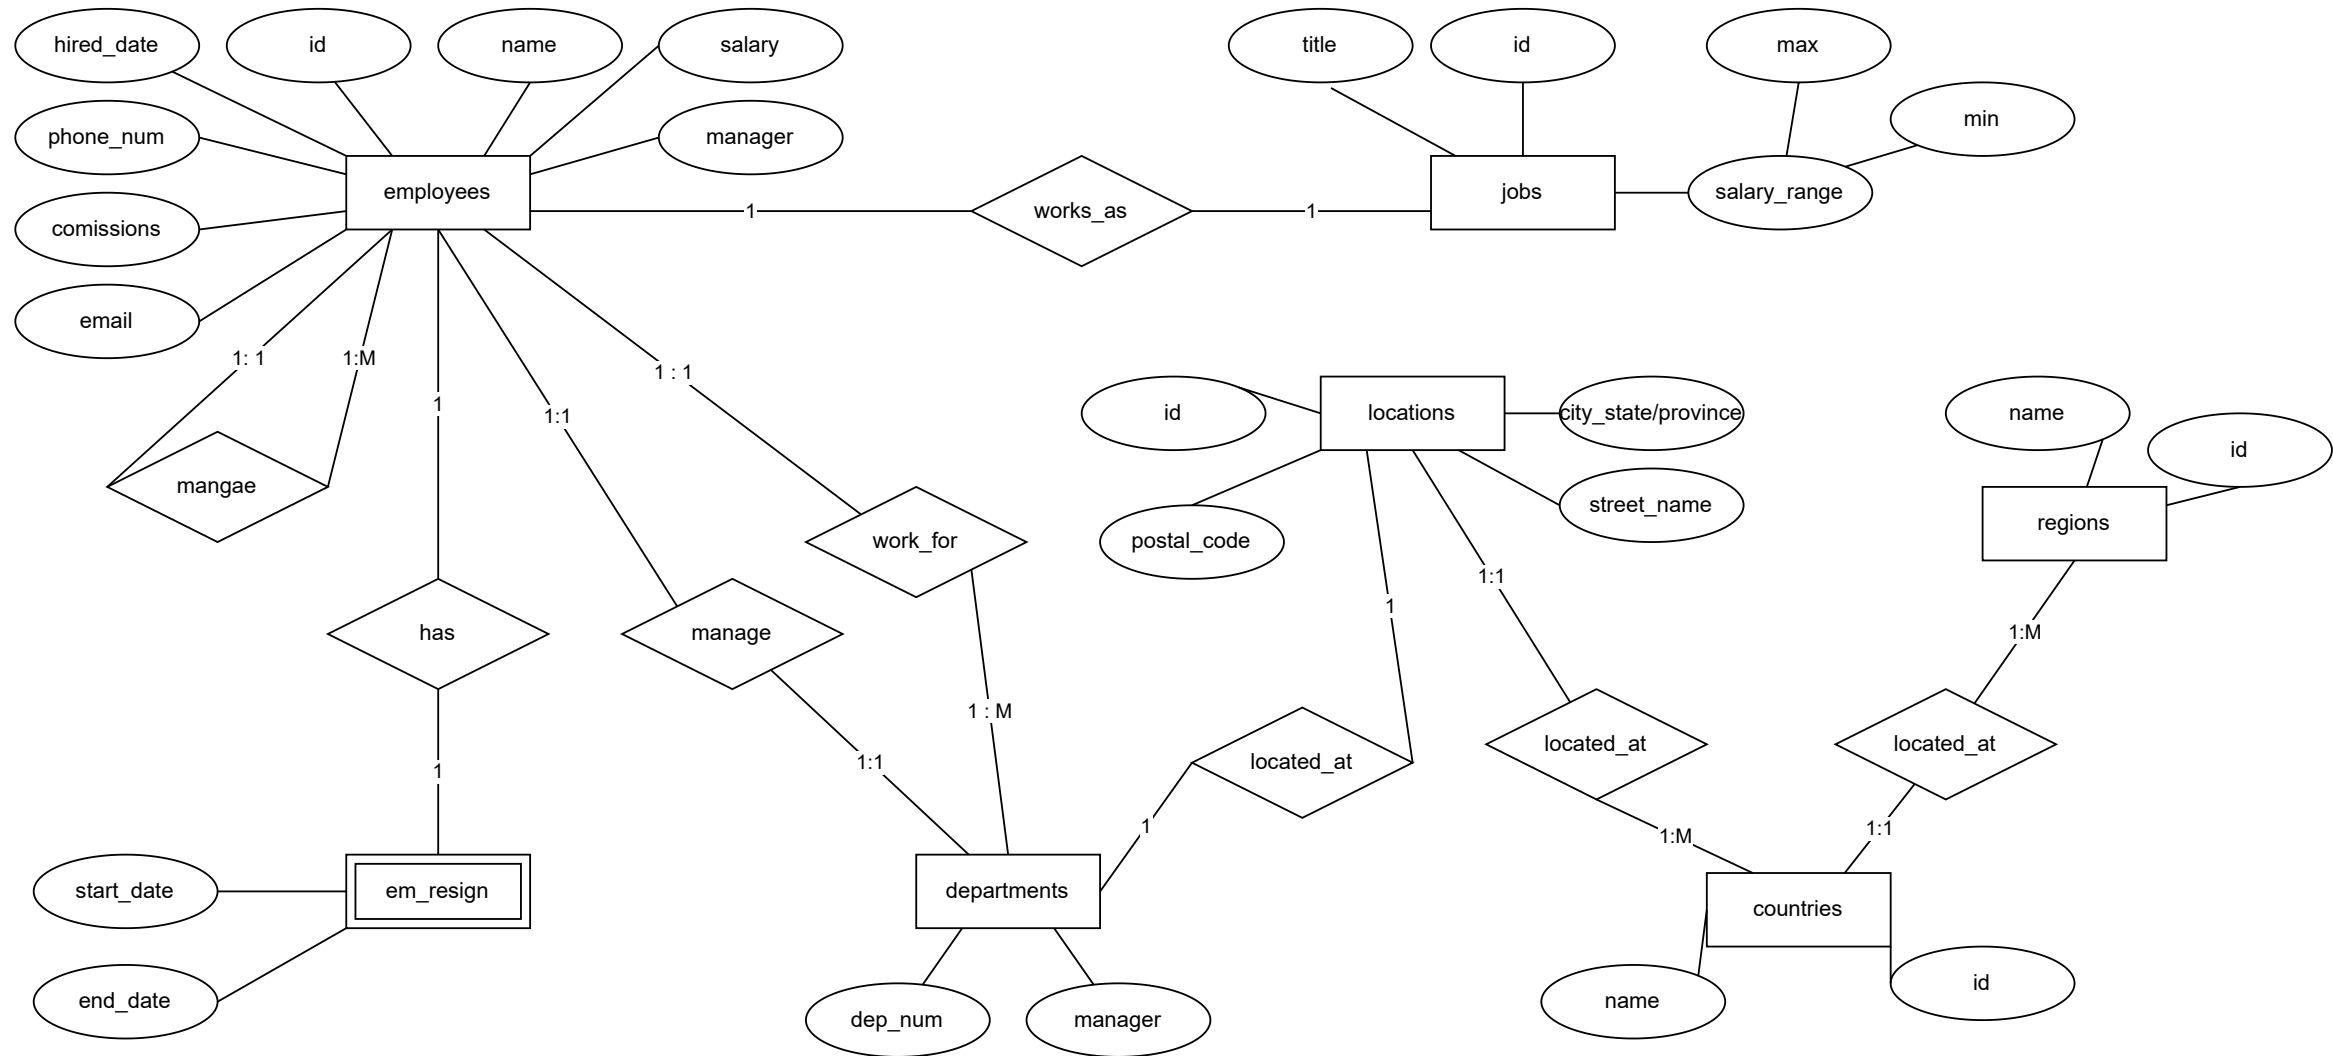 hired_date
id
name
salary
title
id
max
phone_num
manager
min
employees
jobs
salary_range
comissions
1
works_as
1
email
1: 1
1:M
1 : 1
1
1:1
id
locations
city_state/province
name
id
mangae
postal_code
street_name
regions
work_for
1:1
1
has
manage
1:M
1 : M
located_at
located_at
located_at
1:1
1
1
1:M
1:1
start_date
em_resign
departments
countries
end_date
dep_num
manager
name
id